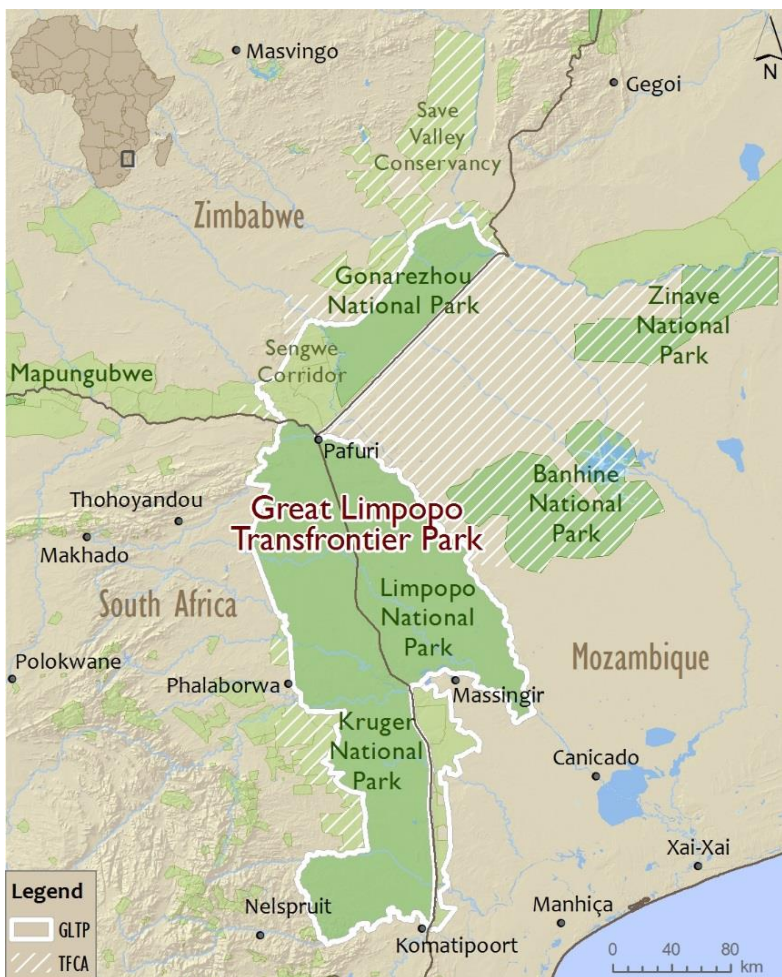 Masvingo
N
Gegoi
Save
Valley
Conservancy
Zimbabwe
Gonarezhou
National Park
Zinave
National
Park
Sengwe
Corridor
Mapungubwe
Pafuri
Banhine
National
Park
Thohoyandou
Great Limpopo
Transfrontier Park
Makhado
Limpopo
National
Park
South Africa
Mozambique
Polokwane
Phalaborwa
Massingir
Kruger
National
Park
Canicado
Xai-Xai
Legend
GLTP
TFCA
Nelspruit
Komatipoort
Manhiça
0 40 80
km